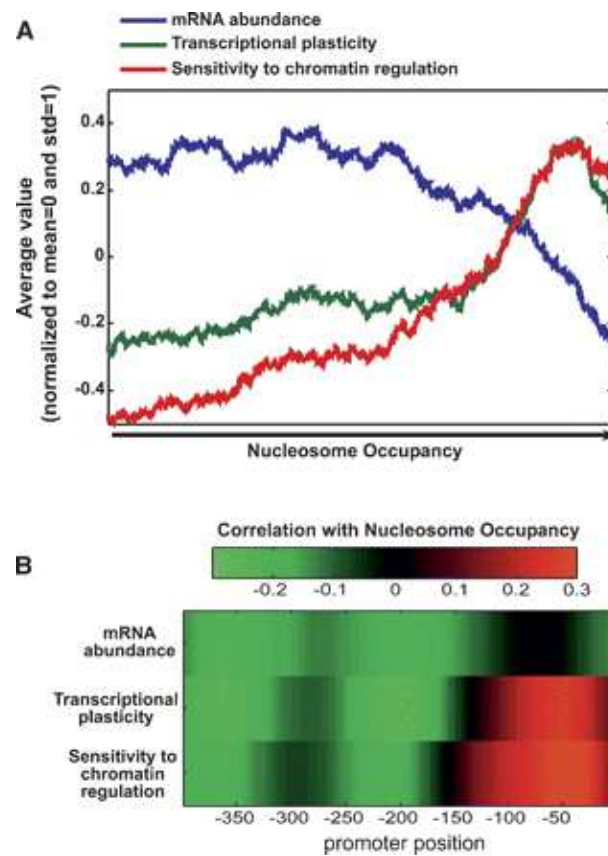 A
mRNA abundance
Transcriptional plasticity
Sensitivity to chromatin regulation
Average value
(normalized to mean=0 and std=1)
0.4
0.2
0
-0.2
-0.4
Nucleosome Occupancy
B
Correlation with Nucleosome Occupancy
-0.2 -0.1 0 0.1 0.2 0.3
mRNA
abundance
Transcriptional
plasticity
Sensitivity to
chromatin
regulation
-350 -300 -250 -200 -150 -100 -50 0
promoter position